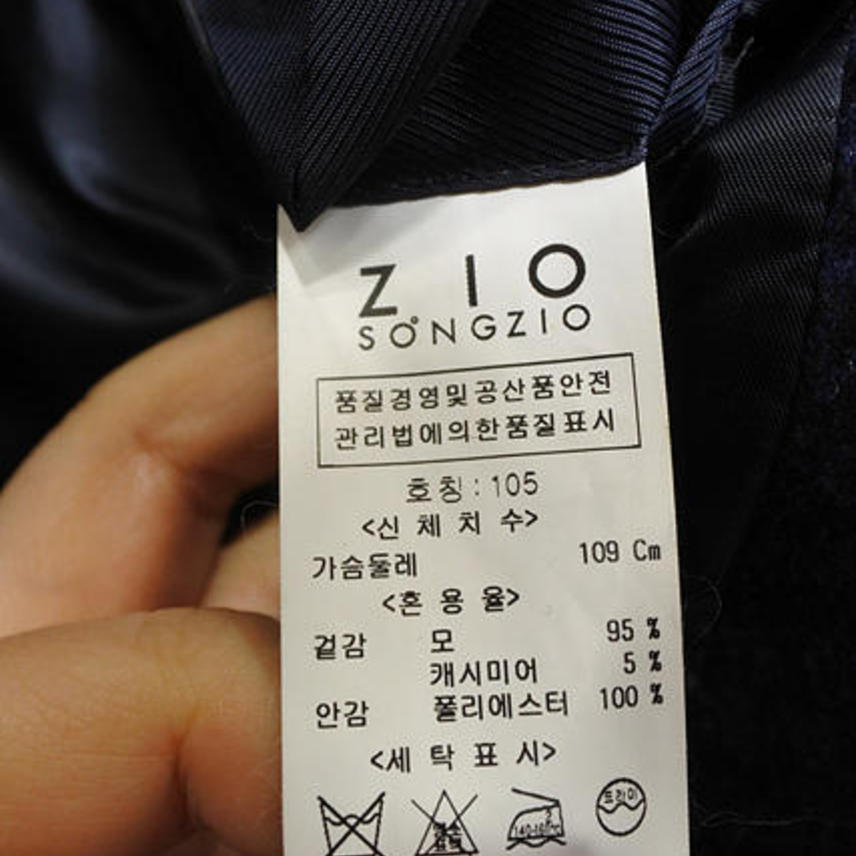 ZIO
SONGZIO
품질경영및공산품안전
관리법에의한품질표시
호칭 : 105
<신 체 치 수>
가슴둘레 109 Cm
<혼 용 율>
겉감 모 95 %
캐시미어 5 %
안감 폴리에스터 100 %
<세 탁 표 시>
드라이